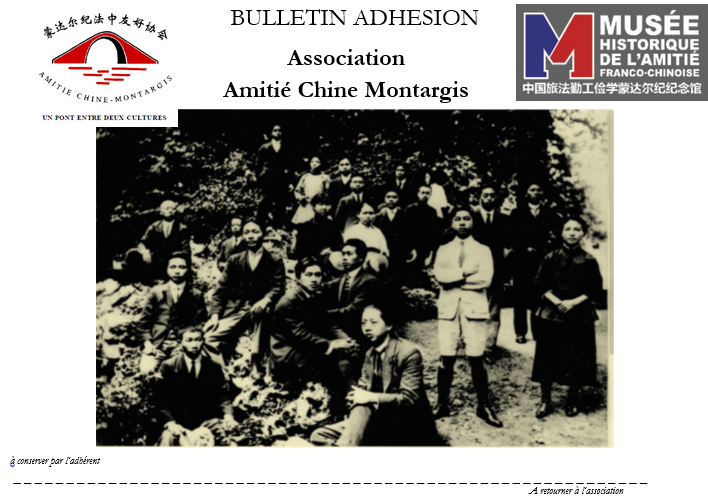 蒙达尔纪法中友好协会
AMITIE CHINE-MONTARGIS
UN PONT ENTRE DEUX CULTURES
BULLETIN ADHESION
Association
Amitié Chine Montargis
M MUSÉE
HISTORIQUE
DE L'AMITIÉ
FRANCO-CHINOISE
中国旅法勤工俭学蒙达尔纪纪念馆
à conserver par l'adhérent
A retourner à l'association